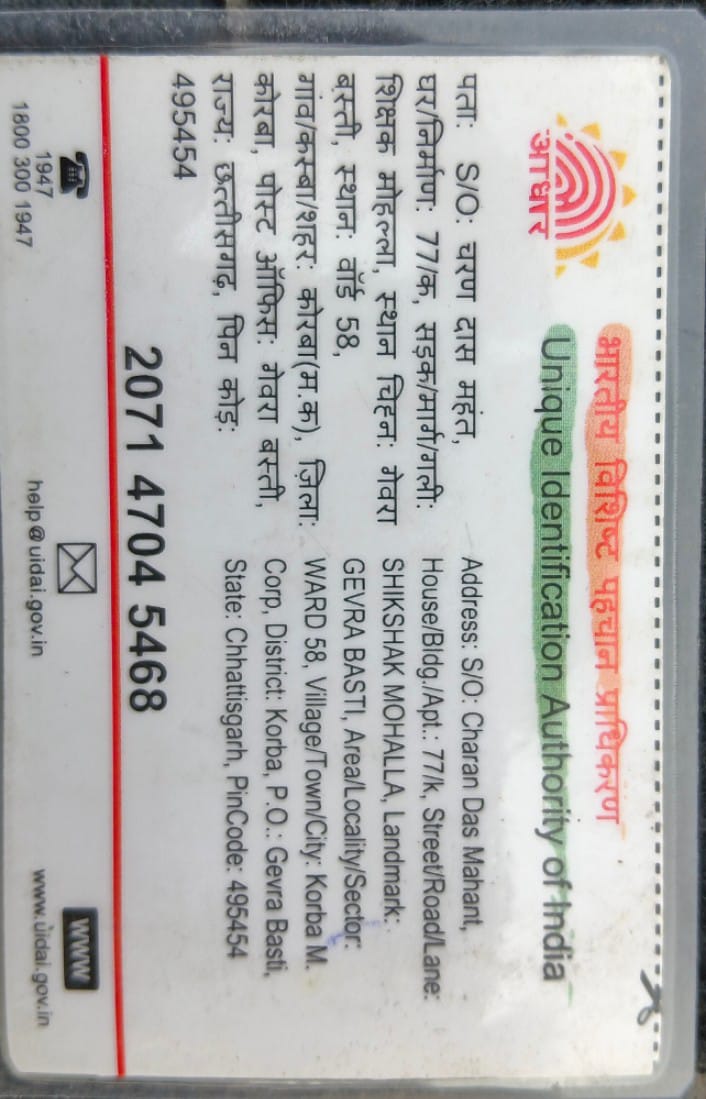 आधार
भारतीय विशिष्ट पहचान प्राधिकरण
Unique Identification Authority of India
पता: S/O: चरण दास महंत,
घर/निर्माण: 77/क, सड़क/मार्ग/गली:
शिक्षक मोहल्ला, स्थान चिहन: गेवरा
बस्ती, स्थान: वॉर्ड 58,
गांव/कस्बा/शहर: कोरबा(म.क), ज़िला:
कोरबा, पोस्ट ऑफिस: गेवरा बस्ती,
राज्य: छत्तीसगढ़, पिन कोड:
495454
Address: S/O: Charan Das Mahant,
House/Bldg./Apt.: 77/k, Street/Road/Lane:
SHIKSHAK MOHALLA, Landmark:
GEVRA BASTI, Area/Locality/Sector:
WARD 58, Village/Town/City: Korba M.
Corp, District: Korba, P.O.: Gevra Basti,
State: Chhattisgarh, PinCode: 495454
2071 4704 5468
1947
1800 300 1947
help@uidai.gov.in
www
www.uidai.gov.in